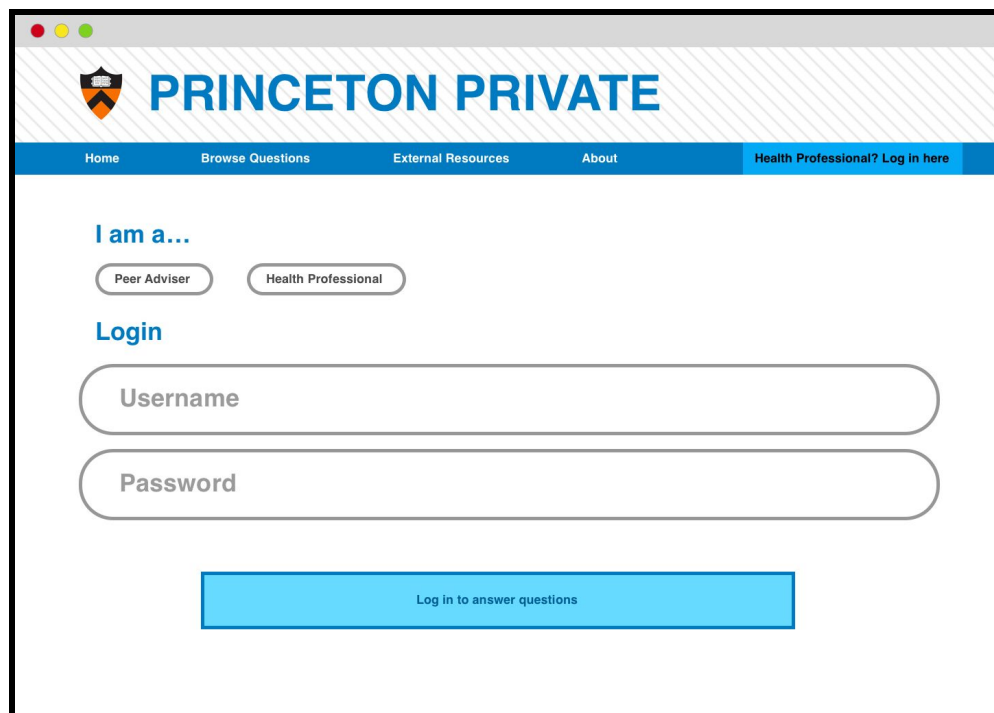 PRINCETON PRIVATE
Home Browse Questions External Resources About Health Professional? Log in here
I am a...
Peer Adviser Health Professional
Login
Username
Password
Log in to answer questions